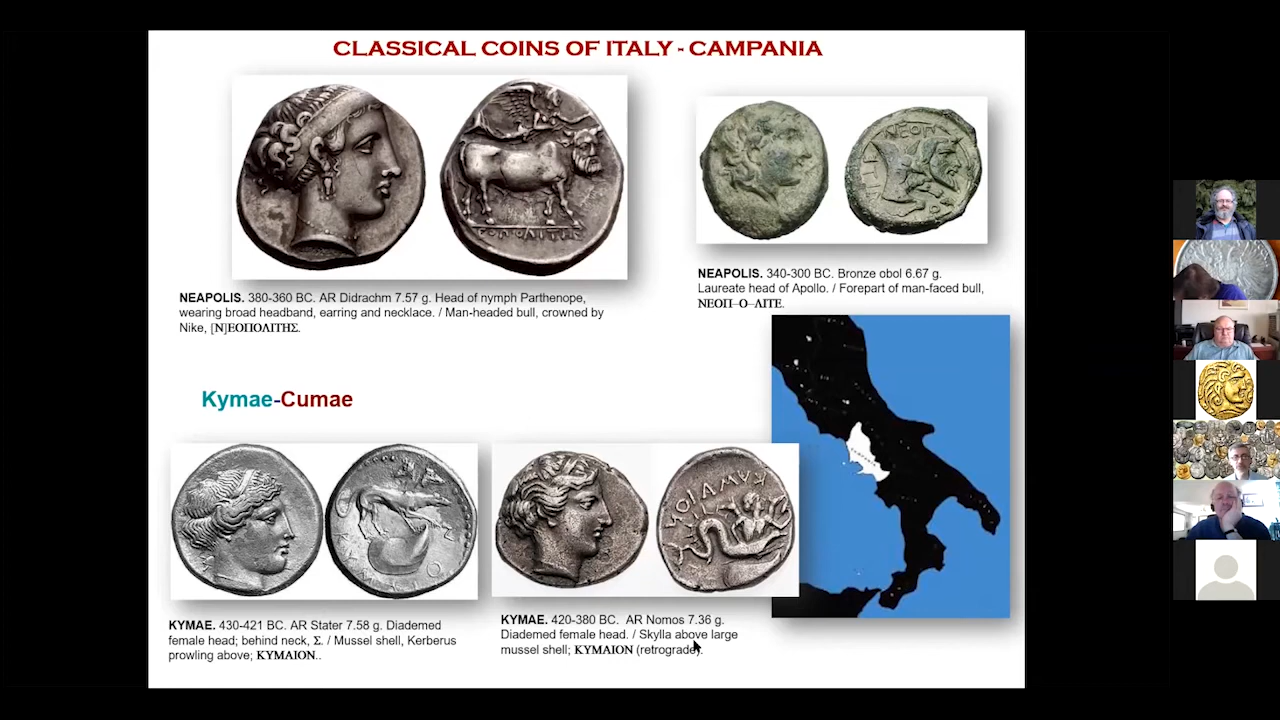 CLASSICAL COINS OF ITALY - CAMPANIA
NEAPOLIS. 380-360 BC. AR Didrachm 7.57 g. Head of nymph Parthenope,
wearing broad headband, earring and necklace. / Man-headed bull, crowned by
Nike, [Ν]ΕΟΠΟΛΙΤΗΣ.
NEAPOLIS. 340-300 BC. Bronze obol 6.67 g.
Laureate head of Apollo. / Forepart of man-faced bull,
ΝΕΟΠ–Ο–ΛΙΤΕ.
Kymae-Cumae
KYMAE. 430-421 BC. AR Stater 7.58 g. Diademed
female head; behind neck, Σ. / Mussel shell, Kerberus
prowling above; ΚΥΜΑΙΟΝ..
KYMAE. 420-380 BC. AR Nomos 7.36 g.
Diademed female head. / Skylla above large
mussel shell; ΚΥΜΑΙΟΝ (retrograde).